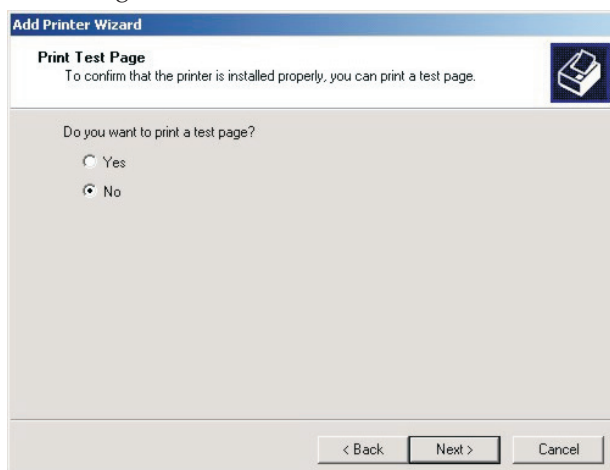 Add Printer Wizard
Print Test Page
To confirm that the printer is installed properly, you can print a test page.
Do you want to print a test page?
Yes
No
< Back
Next >
Cancel